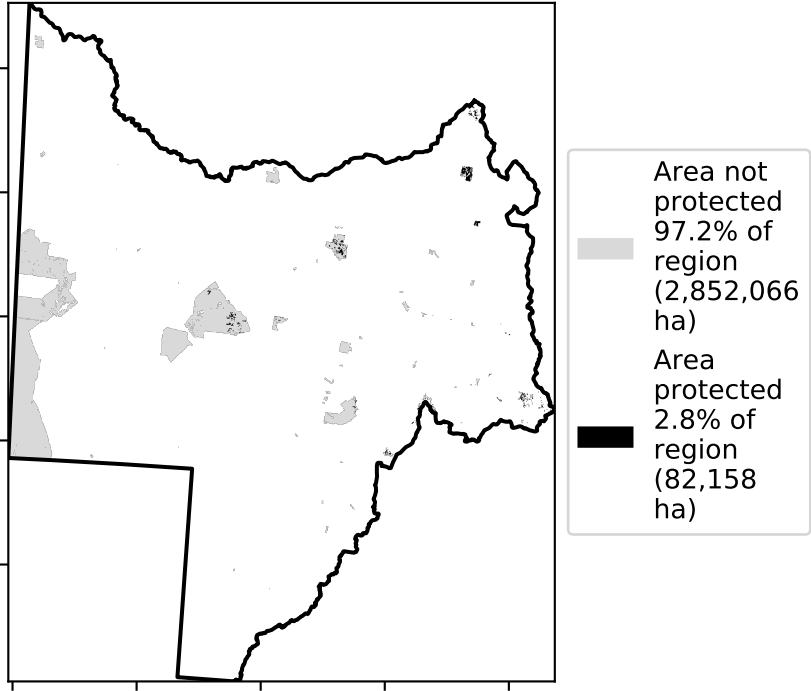 Area not
protected
97.2% of
region
(2,852,066
ha)
Area
protected
2.8% of
region
(82,158
ha)